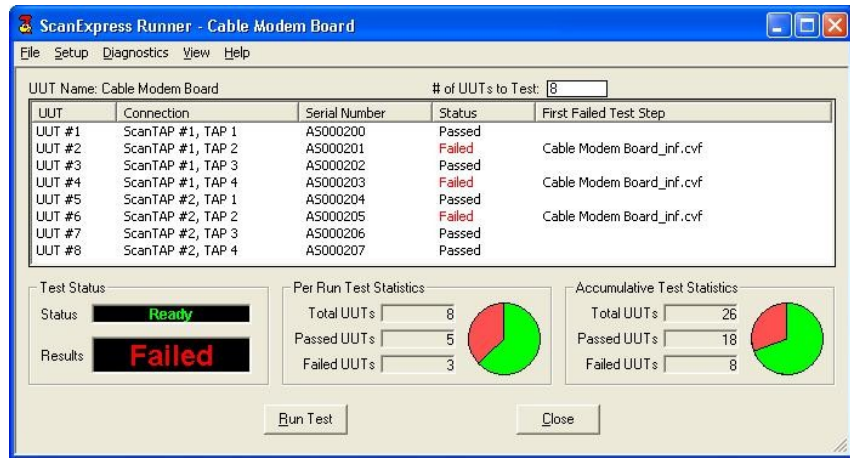 ScanExpress Runner - Cable Modem Board
File Setup Diagnostics View Help
UUT Name: Cable Modem Board # of UUTs to Test: 8
UUT Connection Serial Number Status First Failed Test Step
UUT #1 ScanTAP #1, TAP 1 AS000200 Passed
UUT #2 ScanTAP #1, TAP 2 AS000201 Failed Cable Modem Board_inf.cvf
UUT #3 ScanTAP #1, TAP 3 AS000202 Passed
UUT #4 ScanTAP #1, TAP 4 AS000203 Failed Cable Modem Board_inf.cvf
UUT #5 ScanTAP #2, TAP 1 AS000204 Passed
UUT #6 ScanTAP #2, TAP 2 AS000205 Failed Cable Modem Board_inf.cvf
UUT #7 ScanTAP #2, TAP 3 AS000206 Passed
UUT #8 ScanTAP #2, TAP 4 AS000207 Passed
Test Status Per Run Test Statistics Accumulative Test Statistics
Status Ready Total UUTs 8 Total UUTs 26
Passed UUTs 5 Passed UUTs 18
Results Failed Failed UUTs 3 Failed UUTs 8
Run Test Close